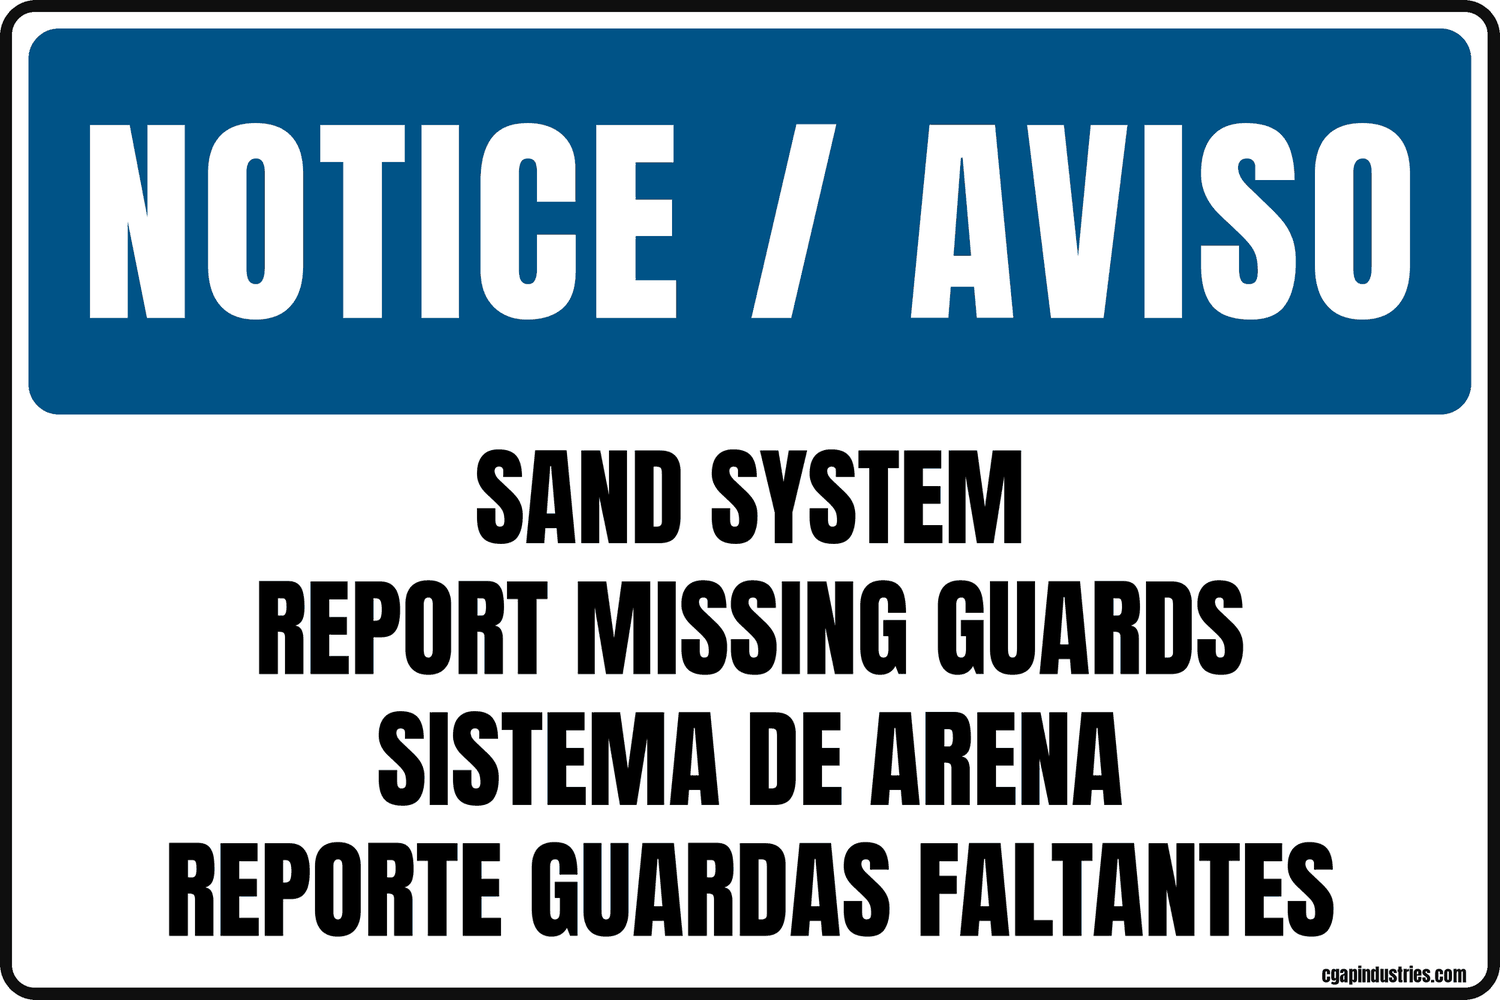 NOTICE / AVISO
SAND SYSTEM
REPORT MISSING GUARDS
SISTEMA DE ARENA
REPORTE GUARDAS FALTANTES
cgapindustries.com